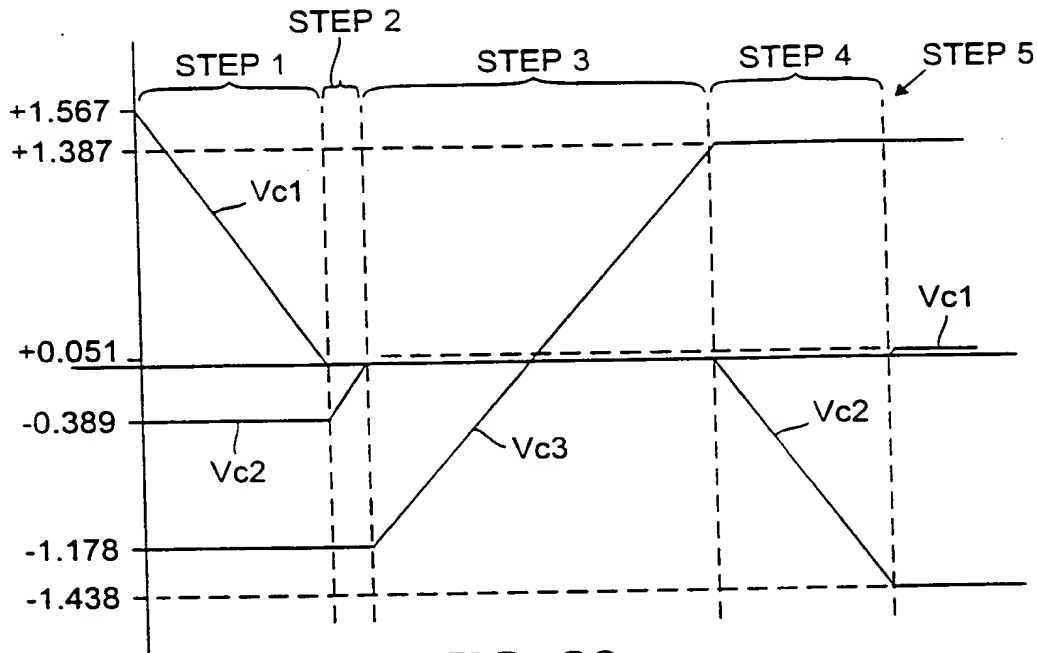 STEP 2
STEP 1
STEP 3
STEP 4
STEP 5
+1.567
+1.387
Vc1
+0.051
Vc1
-0.389
Vc2
Vc3
Vc2
-1.178
-1.438